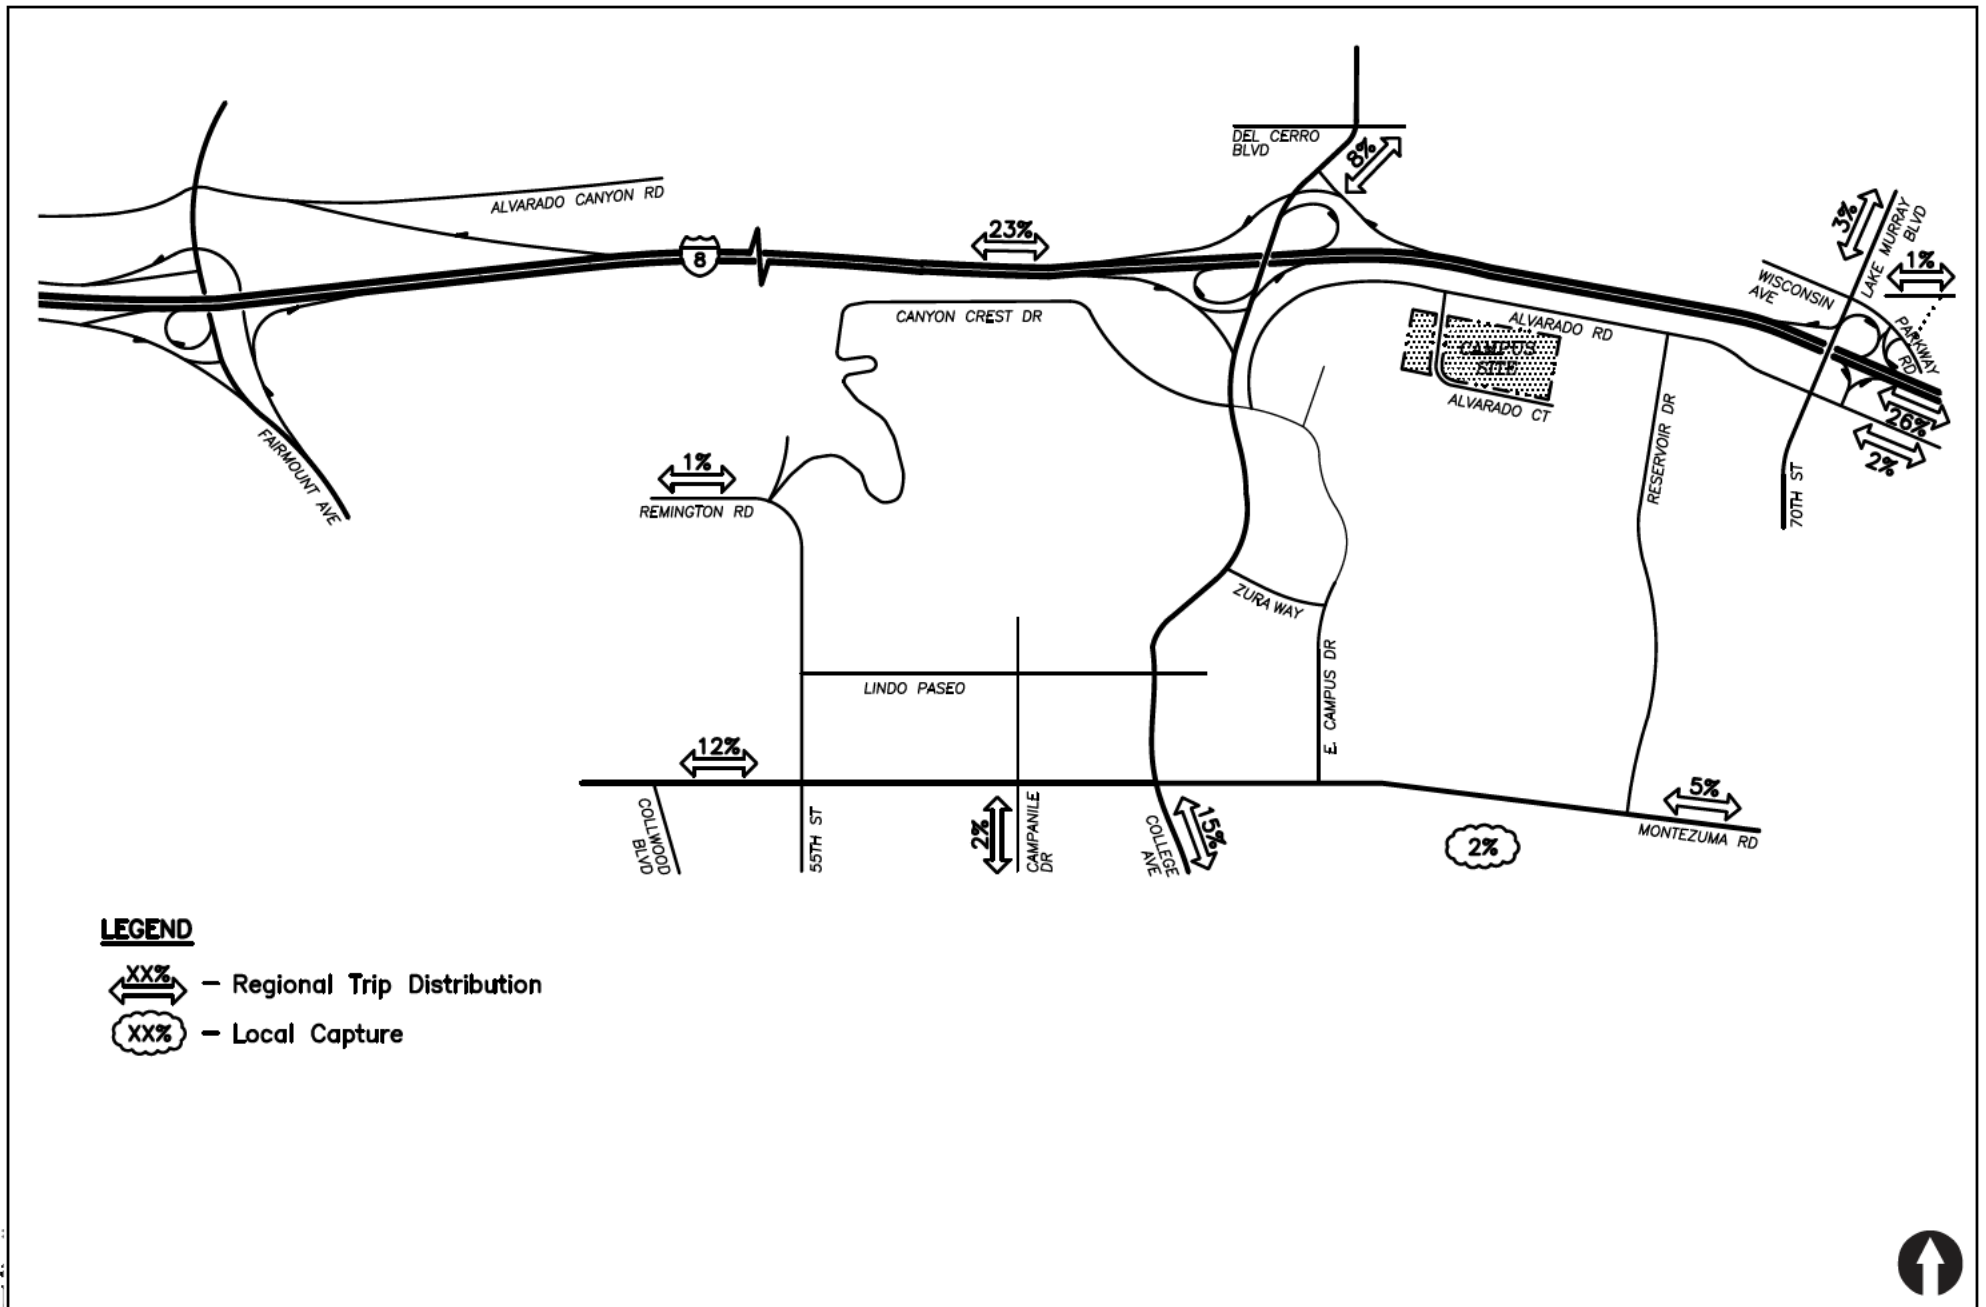 DEL CERRO
BLVD
8%
ALVARADO CANYON RD
3%
LAKE MURRAY
BLVD
23%
8
1%
WISCONSIN
AVE
CANYON CREST DR
ALVARADO RD
PARKWAY
RD
CAMPUS
SITE
ALVARADO CT
26%
2%
FAIRMOUNT AVE
1%
REMINGTON RD
RESERVOIR DR
70TH ST
ZURA WAY
LINDO PASEO
E. CAMPUS DR
12%
COLLWOOD
BLVD
55TH ST
2%
CAMPANILE
DR
COLLEGE
AVE
15%
5%
MONTEZUMA RD
2%
LEGEND
XX% - Regional Trip Distribution
XX% - Local Capture